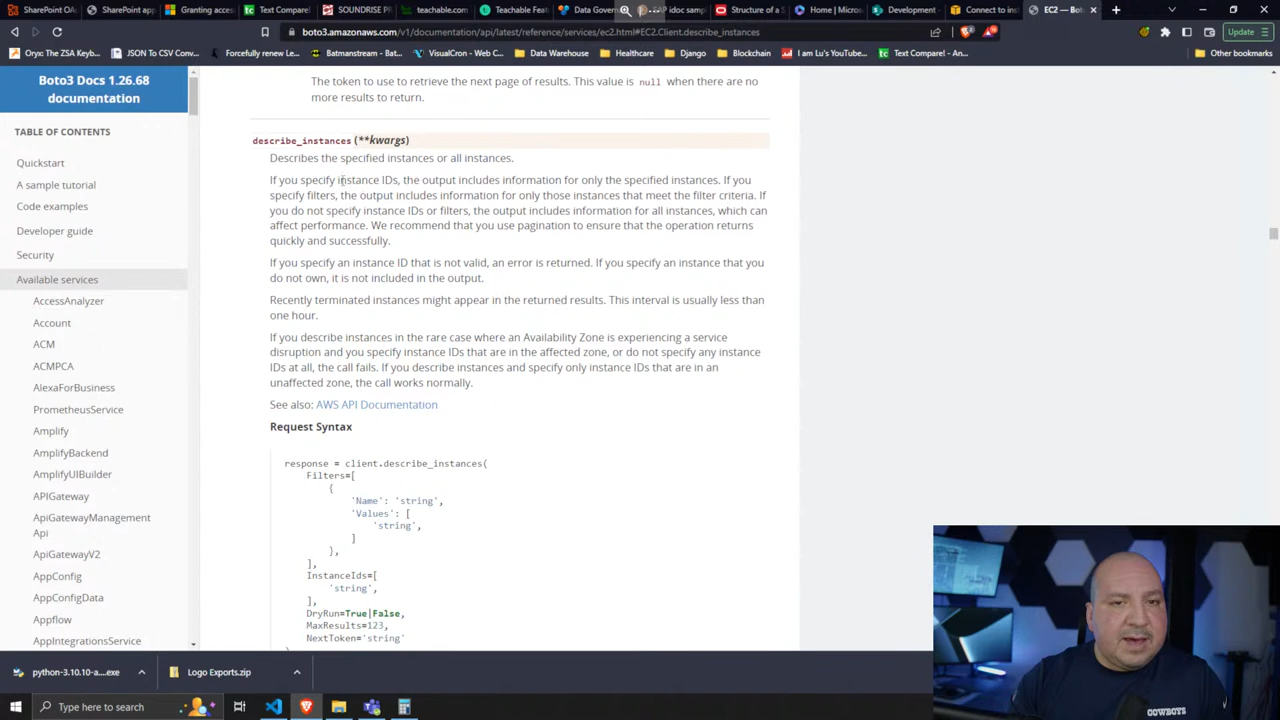 SharePoint OA
SharePoint app
Granting acces
Text Compare!
SOUNDRISE PR
teachable.com
Teachable Feat
Data Govern
AP idoc sampl
Structure of a S
Home | Micros
Development -
Connect to ins
EC2 — Boto
boto3.amazonaws.com/v1/documentation/api/latest/reference/services/ec2.html#EC2.Client.describe_instances
Update
Oryx: The ZSA Key
JSON To CSV Conv...
Forcefully renew Le...
Batmanstream - Bat...
VisualCron - Web C...
Data Warehouse
Healthcare
Django
Blockchain
I am Lu's YouTube...
Text Compare! - An...
Other bookmarks
Boto3 Docs 1.26.68
documentation
TABLE OF CONTENTS
Quickstart
A sample tutorial
Code examples
Developer guide
Security
Available services
AccessAnalyzer
Account
ACM
ACMPCA
AlexaForBusiness
PrometheusService
Amplify
AmplifyBackend
AmplifyUIBuilder
APIGateway
ApiGatewayManagement
Api
ApiGatewayV2
AppConfig
AppConfigData
Appflow
AppIntegrationsService
The token to use to retrieve the next page of results. This value is null when there are no
more results to return.
describe_instances (**kwargs)
Describes the specified instances or all instances.
If you specify instance IDs, the output includes information for only the specified instances. If you
specify filters, the output includes information for only those instances that meet the filter criteria. If
you do not specify instance IDs or filters, the output includes information for all instances, which can
affect performance. We recommend that you use pagination to ensure that the operation returns
quickly and successfully.
If you specify an instance ID that is not valid, an error is returned. If you specify an instance that you
do not own, it is not included in the output.
Recently terminated instances might appear in the returned results. This interval is usually less than
one hour.
If you describe instances in the rare case where an Availability Zone is experiencing a service
disruption and you specify instance IDs that are in the affected zone, or do not specify any instance
IDs at all, the call fails. If you describe instances and specify only instance IDs that are in an
unaffected zone, the call works normally.
See also: AWS API Documentation
Request Syntax
response = client.describe_instances(
Filters=[
{
'Name': 'string',
'Values': [
'string',
]
},
],
InstanceIds=[
'string',
],
DryRun=True|False,
MaxResults=123,
NextToken='string'
)
COWBOYS
python-3.10.10-a....exe
Logo Exports.zip
Type here to search